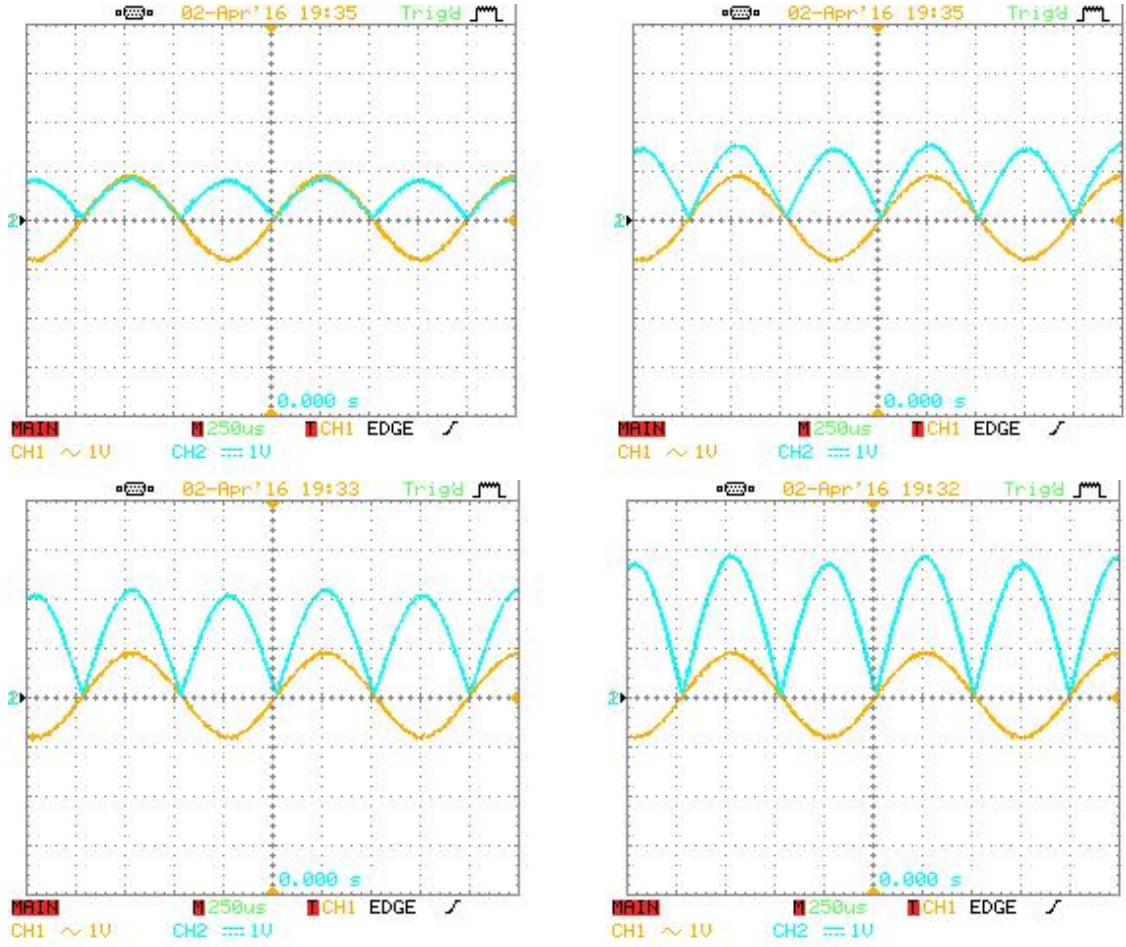 02-Apr'16 19:35 Trig'd
0.000 s
MAIN M 250us T CH1 EDGE
CH1 1V CH2 1V
02-Apr'16 19:35 Trig'd
0.000 s
MAIN M 250us T CH1 EDGE
CH1 1V CH2 1V
02-Apr'16 19:33 Trig'd
0.000 s
MAIN M 250us T CH1 EDGE
CH1 1V CH2 1V
02-Apr'16 19:32 Trig'd
0.000 s
MAIN M 250us T CH1 EDGE
CH1 1V CH2 1V